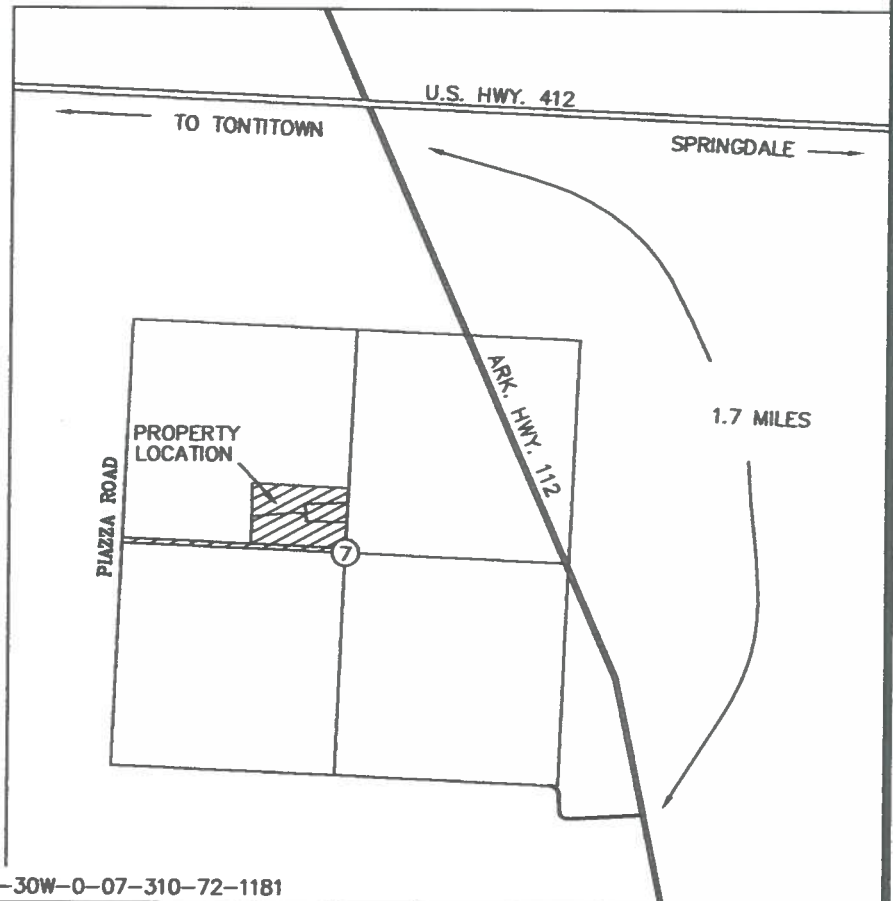 U.S. HWY. 412
TO TONTITOWN
SPRINGDALE
ARK. HWY. 112
1.7 MILES
PROPERTY
LOCATION
PIAZZA ROAD
7
-30W-0-07-310-72-1181